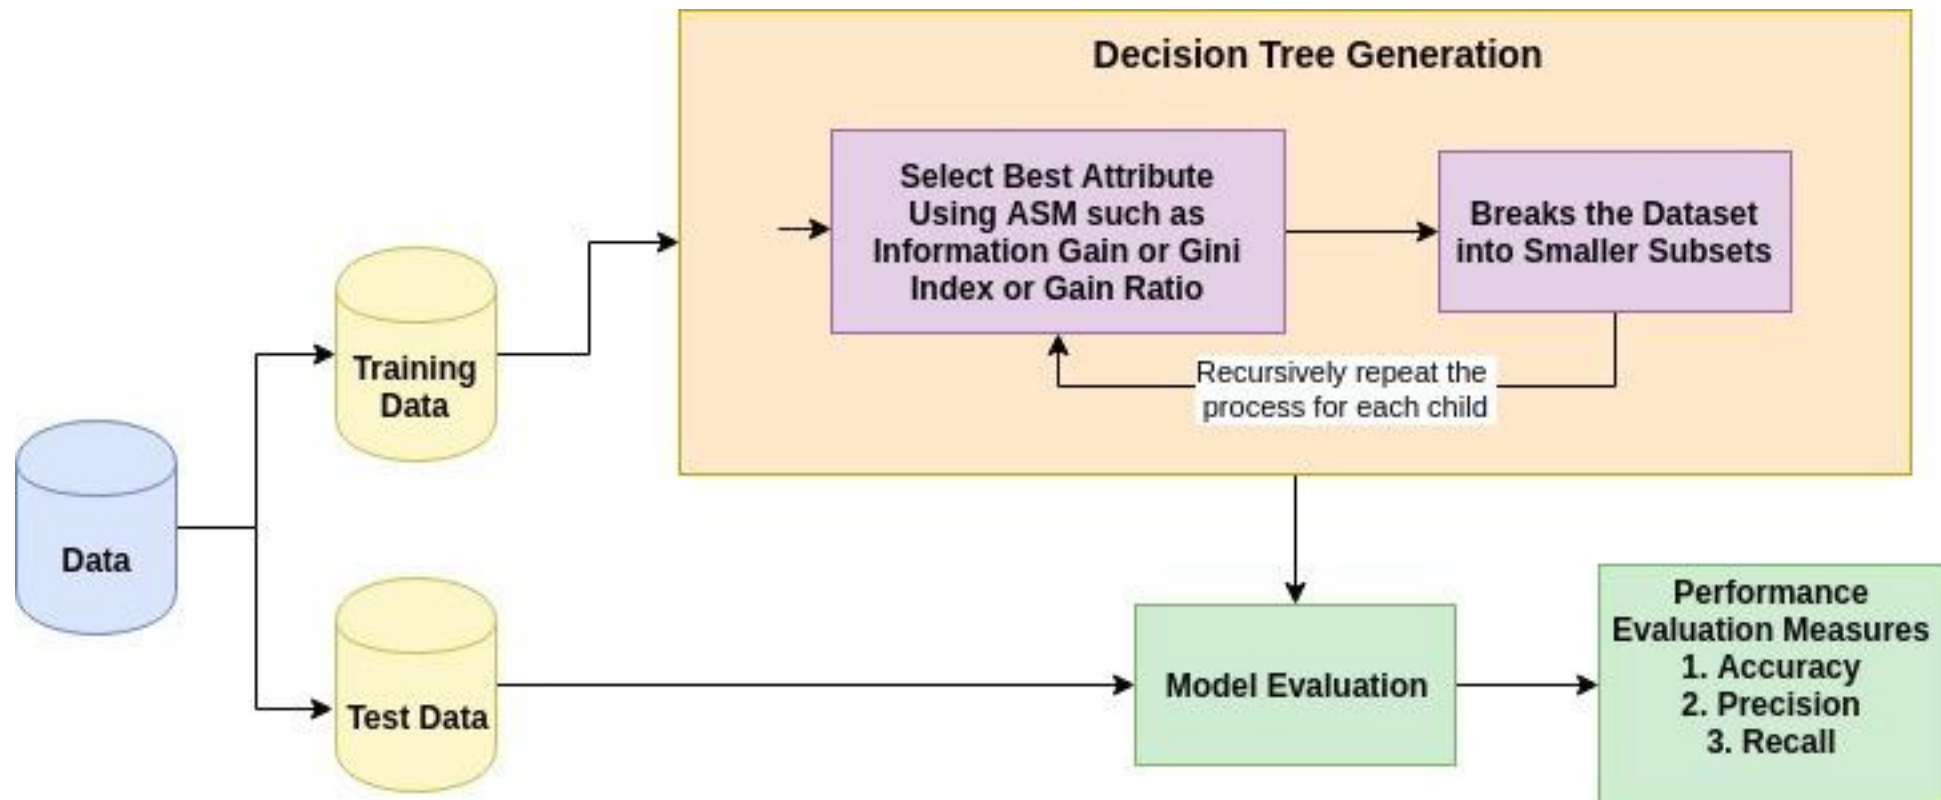 Decision Tree Generation
Select Best Attribute
Using ASM such as
Information Gain or Gini
Index or Gain Ratio
Breaks the Dataset
into Smaller Subsets
Recursively repeat the
process for each child
Training
Data
Data
Test Data
Model Evaluation
Performance
Evaluation Measures
1. Accuracy
2. Precision
3. Recall